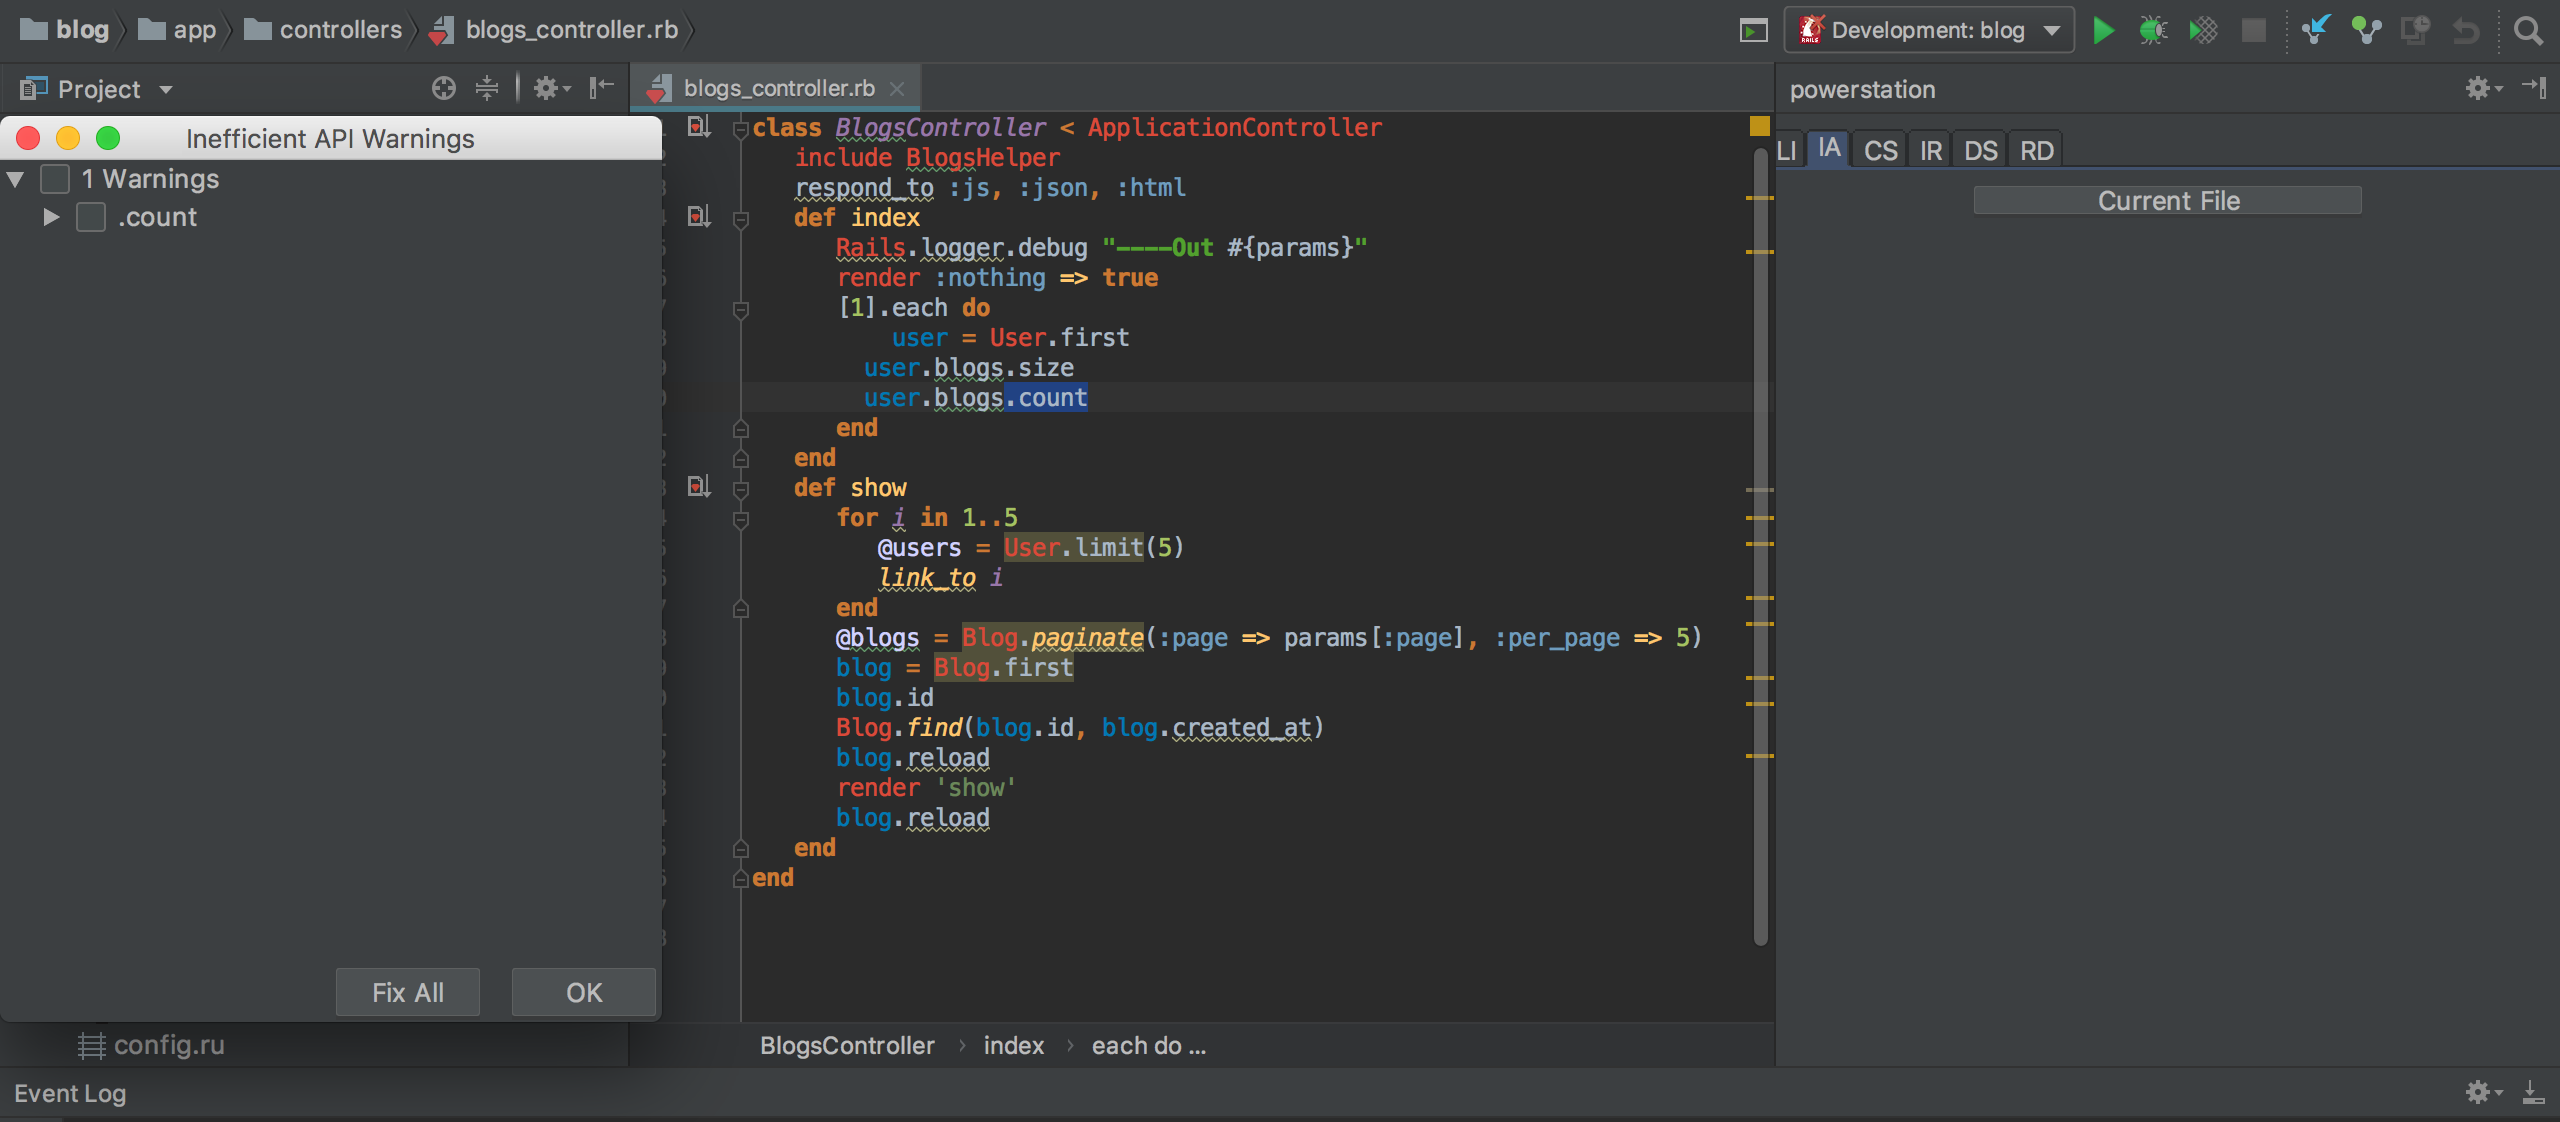 blog app controllers blogs_controller.rb Development: blog
Project
blogs_controller.rb
powerstation
Inefficient API Warnings
1 Warnings
.count
Fix All OK
config.ru
class BlogsController < ApplicationController
include BlogsHelper
respond_to :js, :json, :html
def index
Rails.logger.debug "----Out #{params}"
render :nothing => true
[1].each do
user = User.first
user.blogs.size
user.blogs.count
end
end
def show
for i in 1..5
@users = User.limit(5)
link_to i
end
@blogs = Blog.paginate(:page => params[:page], :per_page => 5)
blog = Blog.first
blog.id
Blog.find(blog.id, blog.created_at)
blog.reload
render 'show'
blog.reload
end
end
BlogsController › index › each do ...
LI IA CS IR DS RD
Current File
Event Log